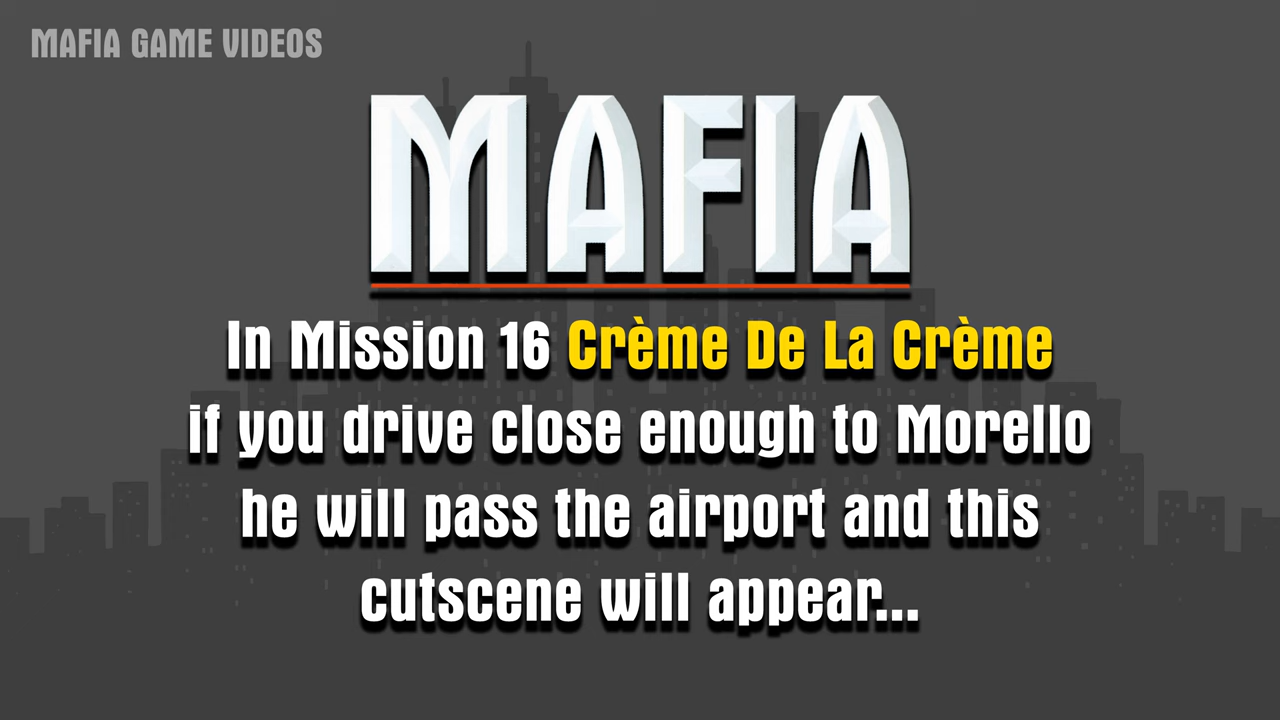 MAFIA GAME VIDEOS
MAFIA
In Mission 16 Crème De La Crème
if you drive close enough to Morello
he will pass the airport and this
cutscene will appear...